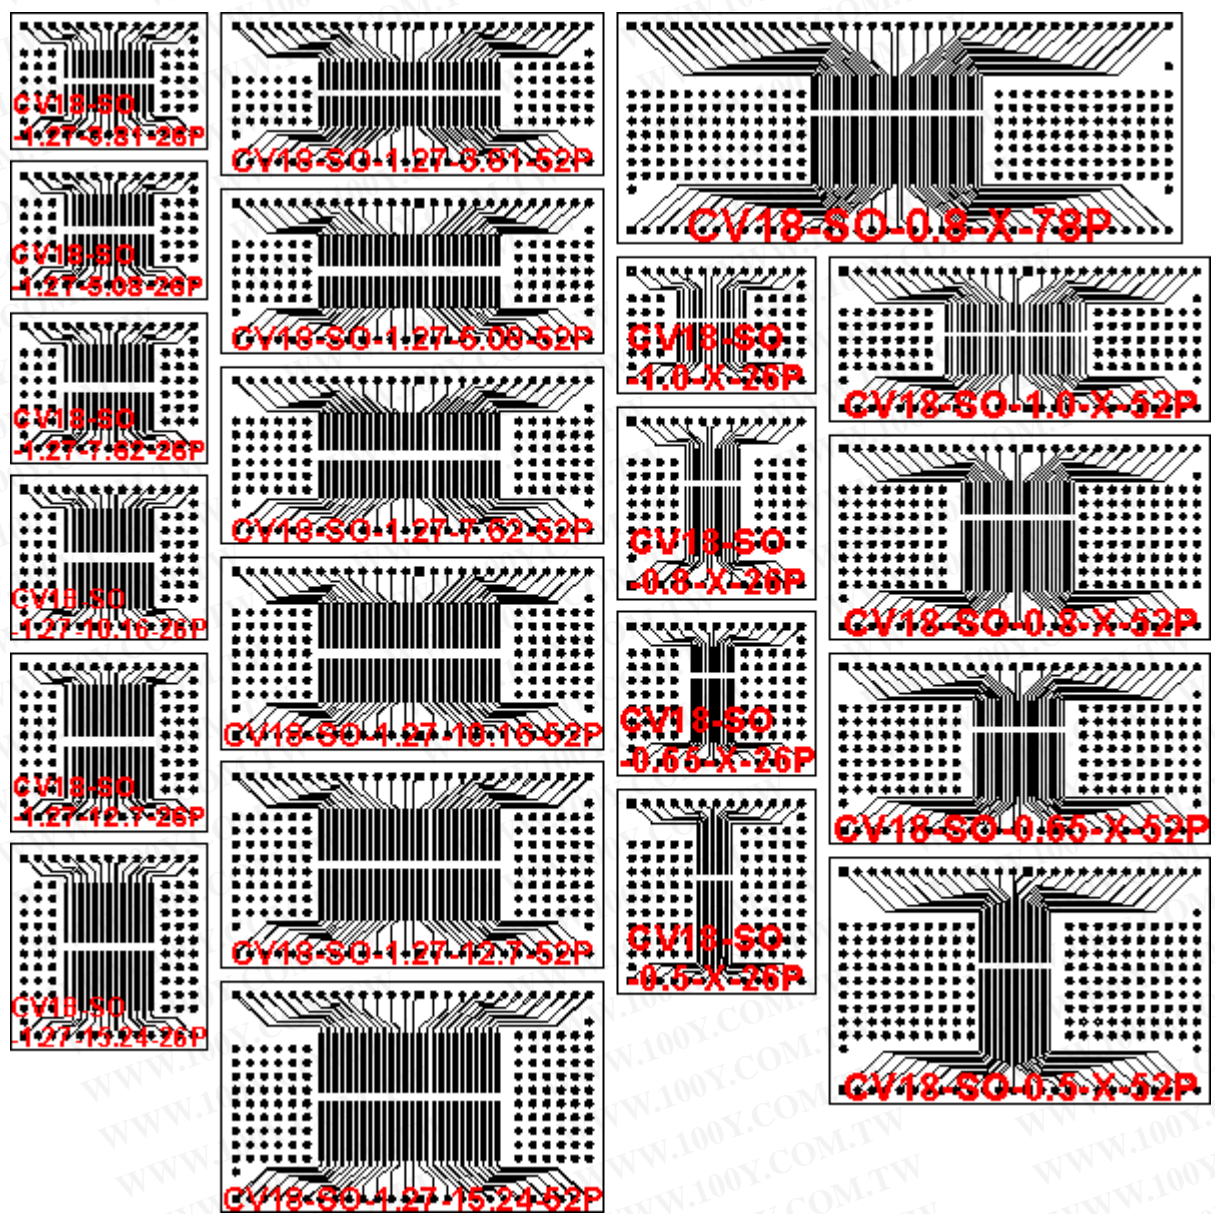 CV18-SO
-1.27-3.81-26P
CV18-SO
-1.27-5.08-26P
CV18-SO
-1.27-7.62-26P
CV18-SO
-1.27-10.16-26P
CV18-SO
-1.27-12.7-26P
CV18-SO
-1.27-15.24-26P
CV18-SO-1.27-3.81-52P
CV18-SO-1.27-5.08-52P
CV18-SO-1.27-7.62-52P
CV18-SO-1.27-10.16-52P
CV18-SO-1.27-12.7-52P
CV18-SO-1.27-15.24-52P
CV18-SO-0.8-X-78P
CV18-SO
-1.0-X-26P
CV18-SO
-0.8-X-26P
CV18-SO
-0.65-X-26P
CV18-SO
-0.5-X-26P
CV18-SO-1.0-X-52P
CV18-SO-0.8-X-52P
CV18-SO-0.65-X-52P
CV18-SO-0.5-X-52P
WWW.100Y.COM.TW